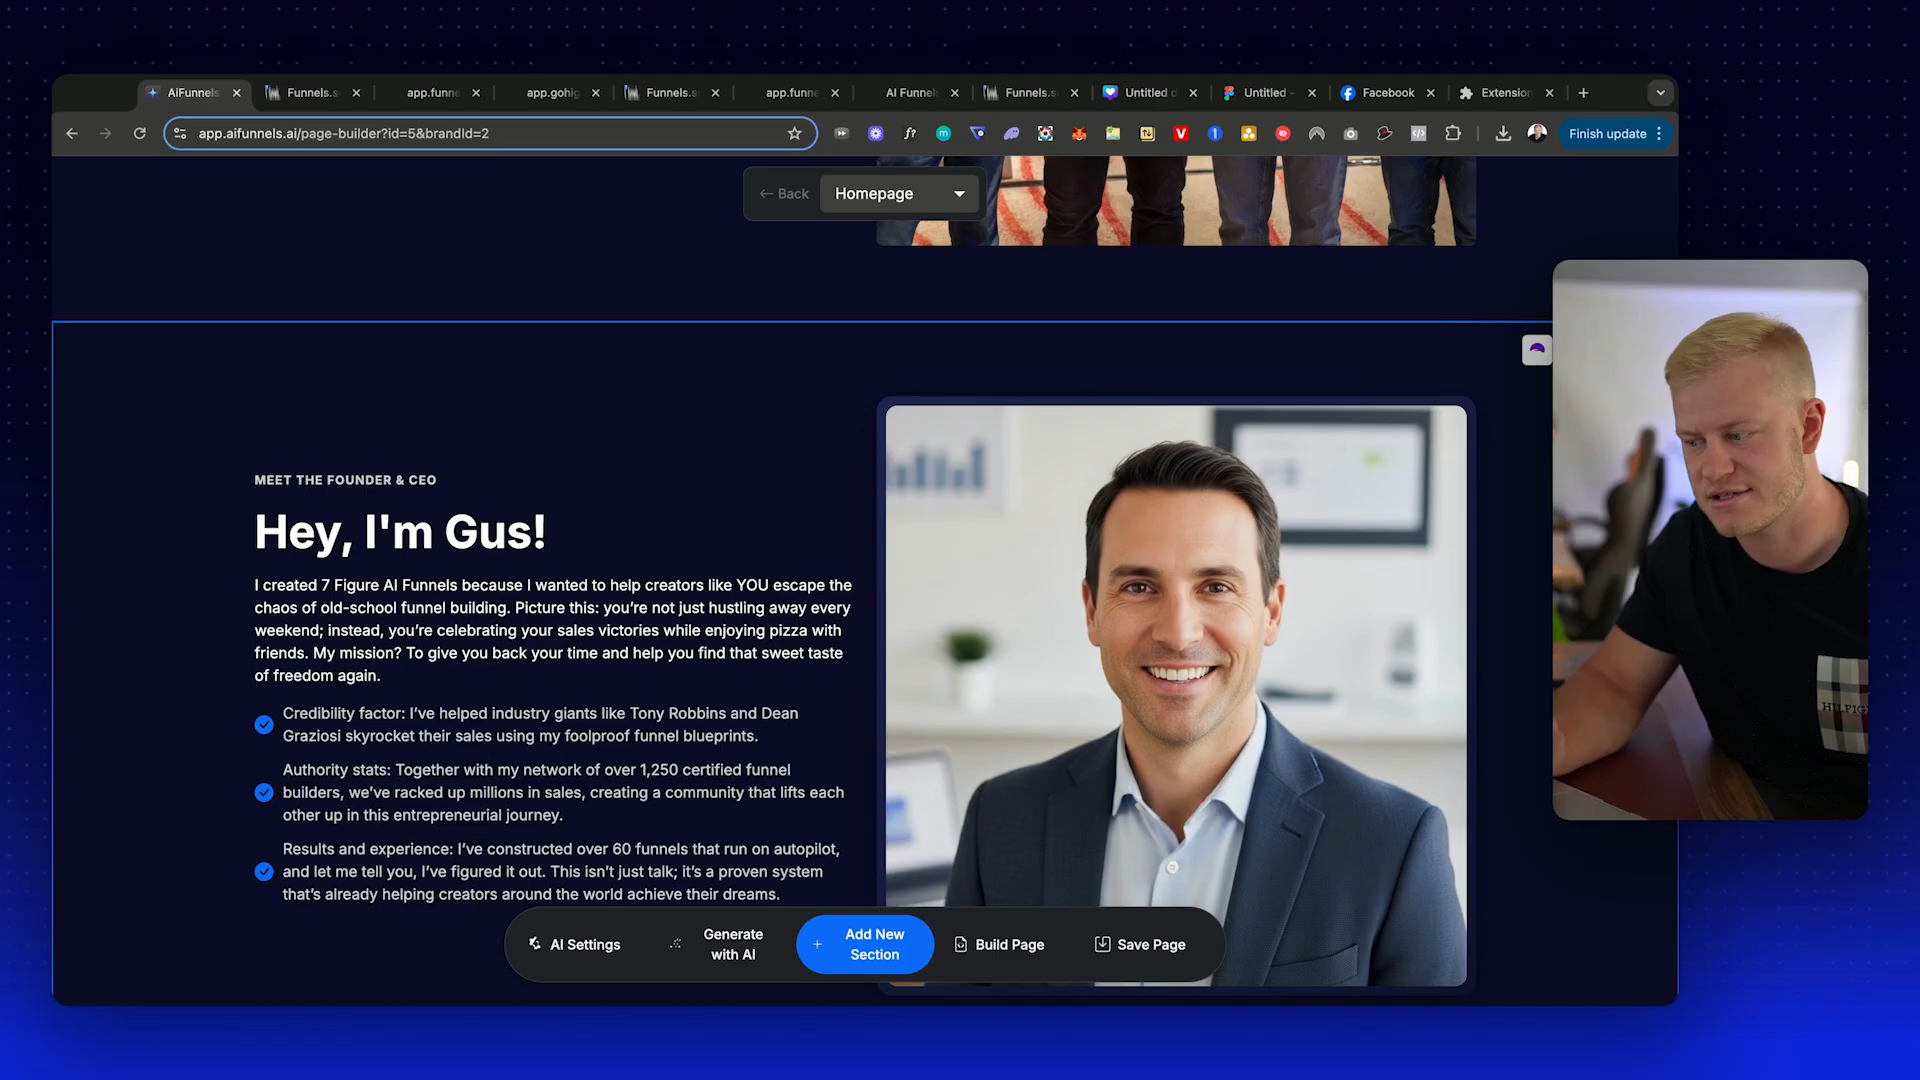 AiFunnels
Funnels.s
app.funne
app.gohig
Funnels.s
app.funne
AI Funnels
Funnels.s
Untitled d
Untitled –
Facebook
Extension
app.aifunnels.ai/page-builder?id=5&brandId=2
Finish update
Back
Homepage
MEET THE FOUNDER & CEO
Hey, I'm Gus!
I created 7 Figure AI Funnels because I wanted to help creators like YOU escape the
chaos of old-school funnel building. Picture this: you’re not just hustling away every
weekend; instead, you’re celebrating your sales victories while enjoying pizza with
friends. My mission? To give you back your time and help you find that sweet taste
of freedom again.
Credibility factor: I’ve helped industry giants like Tony Robbins and Dean
Graziosi skyrocket their sales using my foolproof funnel blueprints.
Authority stats: Together with my network of over 1,250 certified funnel
builders, we’ve racked up millions in sales, creating a community that lifts each
other up in this entrepreneurial journey.
Results and experience: I’ve constructed over 60 funnels that run on autopilot,
and let me tell you, I’ve figured it out. This isn’t just talk; it’s a proven system
that’s already helping creators around the world achieve their dreams.
AI Settings
Generate
with AI
Add New
Section
Build Page
Save Page
HILFIG